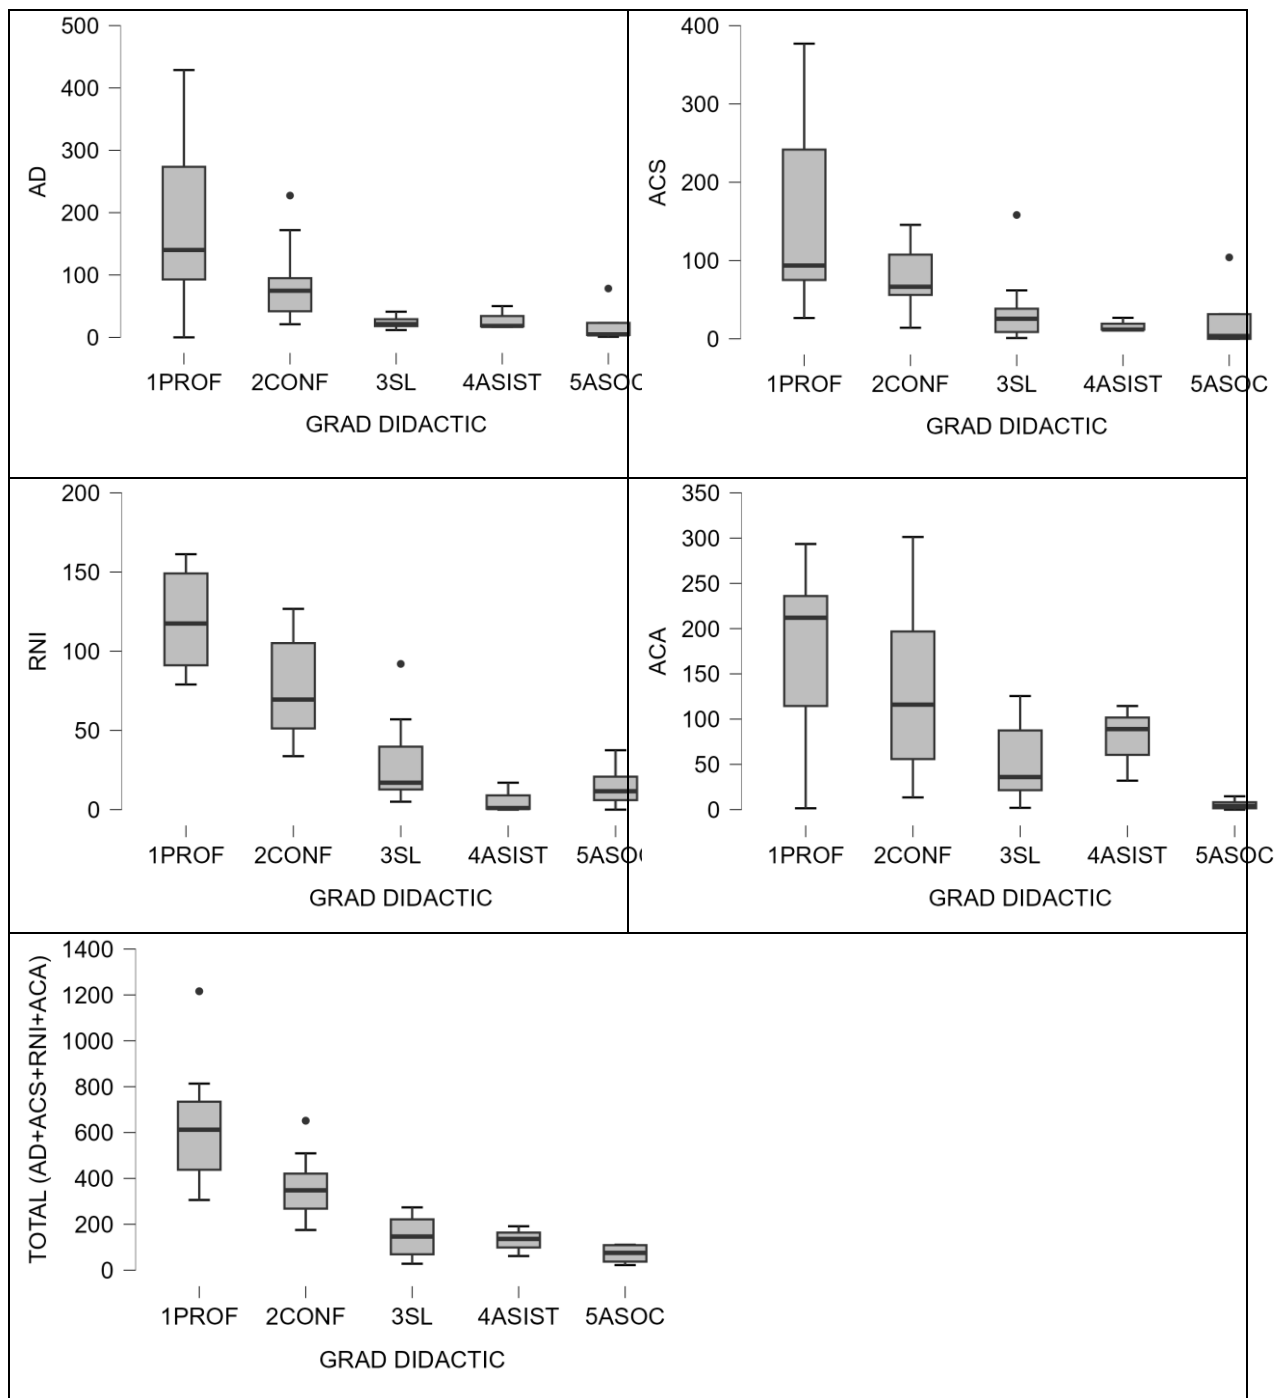 500
400
300
200
100
0
AD
1PROF 2CONF 3SL 4ASIST 5ASOC
GRAD DIDACTIC
400
300
200
100
0
ACS
1PROF 2CONF 3SL 4ASIST 5ASOC
GRAD DIDACTIC
200
150
100
50
0
RNI
1PROF 2CONF 3SL 4ASIST 5ASOC
GRAD DIDACTIC
350
300
250
200
150
100
50
0
ACA
1PROF 2CONF 3SL 4ASIST 5ASOC
GRAD DIDACTIC
1400
1200
1000
800
600
400
200
0
TOTAL (AD+ACS+RNI+ACA)
1PROF 2CONF 3SL 4ASIST 5ASOC
GRAD DIDACTIC